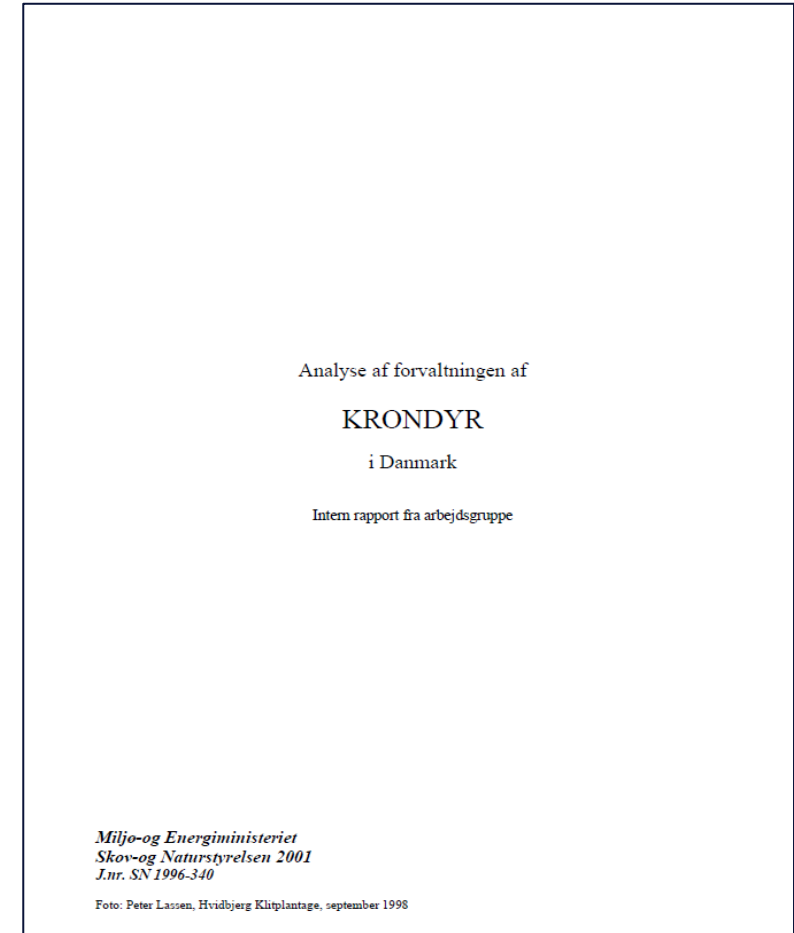 Analyse af forvaltningen af
KRONDYR
i Danmark
Intern rapport fra arbejdsgruppe
Miljø-og Energiministeriet
Skov-og Naturstyrelsen 2001
J.nr. SN 1996-340
Foto: Peter Lassen, Hvidbjerg Klitplantage, september 1998